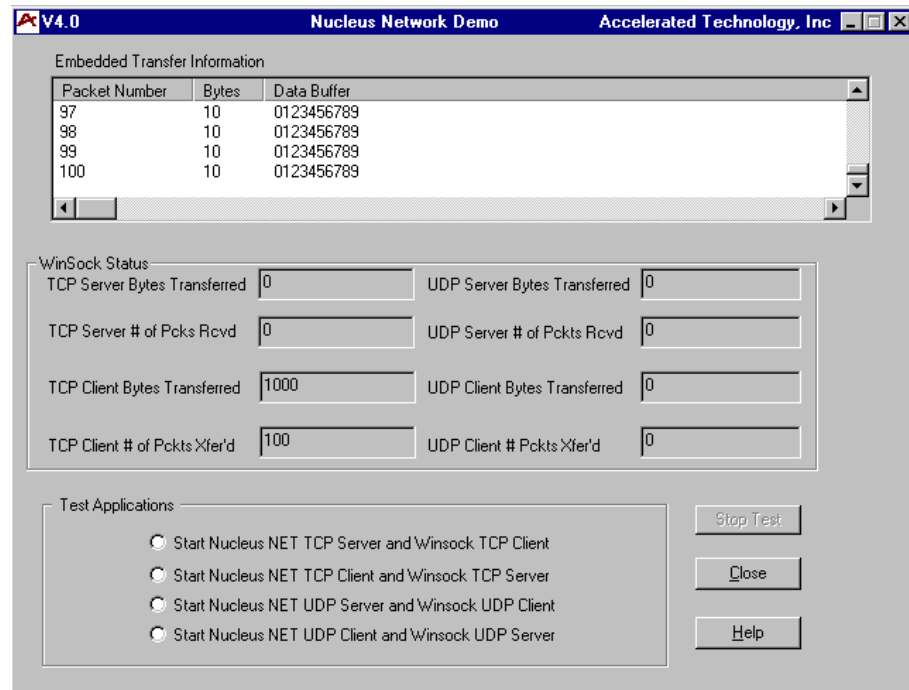 V4.0 Nucleus Network Demo Accelerated Technology, Inc
Embedded Transfer Information
Packet Number Bytes Data Buffer
97 10 0123456789
98 10 0123456789
99 10 0123456789
100 10 0123456789
WinSock Status
TCP Server Bytes Transferred 0 UDP Server Bytes Transferred 0
TCP Server # of Pcks Rcvd 0 UDP Server # of Pckts Rcvd 0
TCP Client Bytes Transferred 1000 UDP Client Bytes Transferred 0
TCP Client # of Pckts Xfer'd 100 UDP Client # Pckts Xfer'd 0
Test Applications
Stop Test
Start Nucleus NET TCP Server and Winsock TCP Client
Start Nucleus NET TCP Client and Winsock TCP Server
Close
Start Nucleus NET UDP Server and Winsock UDP Client
Start Nucleus NET UDP Client and Winsock UDP Server
Help